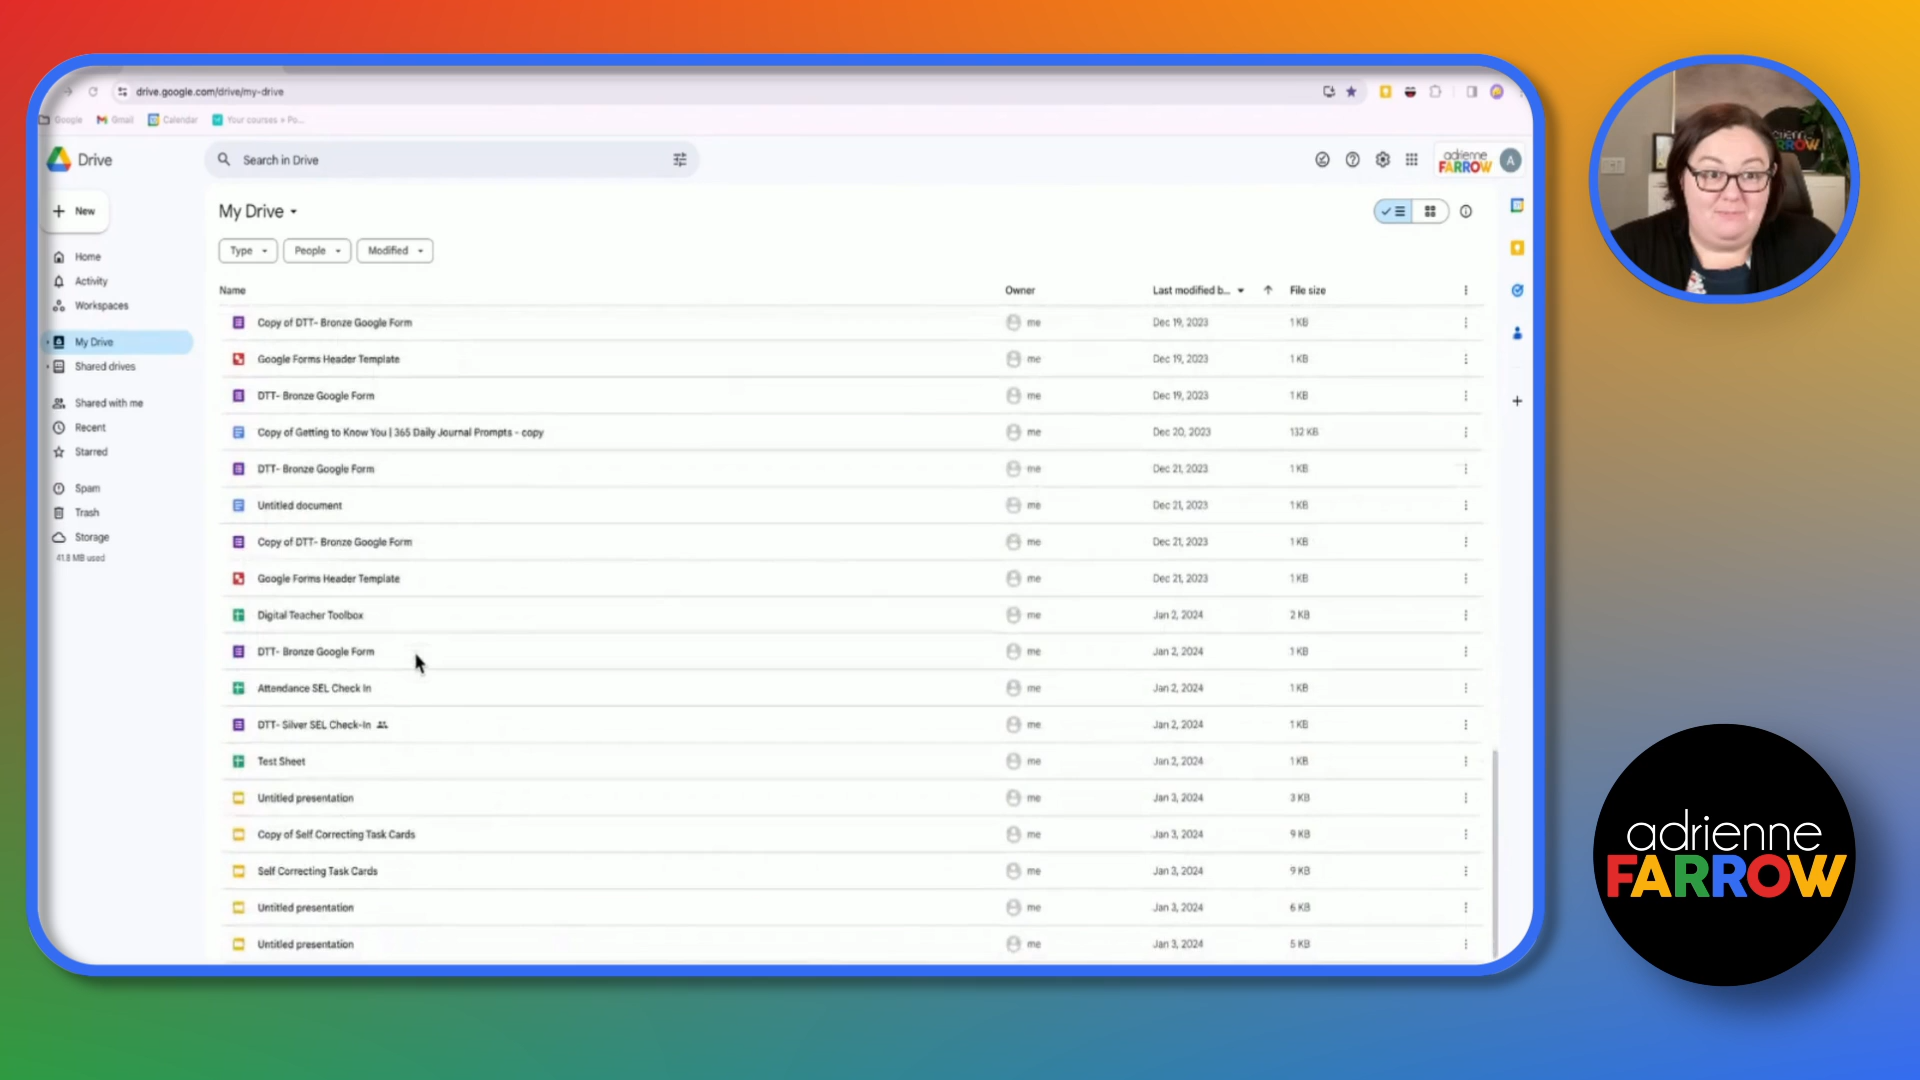 drive.google.com/drive/my-drive
Google Gmail Calendar Your courses » Po...
Drive
Search in Drive
adrienne
FARROW
A
New
My Drive
Type People Modified
Home
Activity
Workspaces
My Drive
Shared drives
Shared with me
Recent
Starred
Spam
Trash
Storage
41.8 MB used
Name Owner Last modified b... File size
Copy of DTT- Bronze Google Form me Dec 19, 2023 1 KB
Google Forms Header Template me Dec 19, 2023 1 KB
DTT- Bronze Google Form me Dec 19, 2023 1 KB
Copy of Getting to Know You | 365 Daily Journal Prompts - copy me Dec 20, 2023 132 KB
DTT- Bronze Google Form me Dec 21, 2023 1 KB
Untitled document me Dec 21, 2023 1 KB
Copy of DTT- Bronze Google Form me Dec 21, 2023 1 KB
Google Forms Header Template me Dec 21, 2023 1 KB
Digital Teacher Toolbox me Jan 2, 2024 2 KB
DTT- Bronze Google Form me Jan 2, 2024 1 KB
Attendance SEL Check In me Jan 2, 2024 1 KB
DTT- Silver SEL Check-In me Jan 2, 2024 1 KB
Test Sheet me Jan 2, 2024 1 KB
Untitled presentation me Jan 3, 2024 3 KB
Copy of Self Correcting Task Cards me Jan 3, 2024 9 KB
Self Correcting Task Cards me Jan 3, 2024 9 KB
Untitled presentation me Jan 3, 2024 6 KB
Untitled presentation me Jan 3, 2024 5 KB
adrienne
FARROW